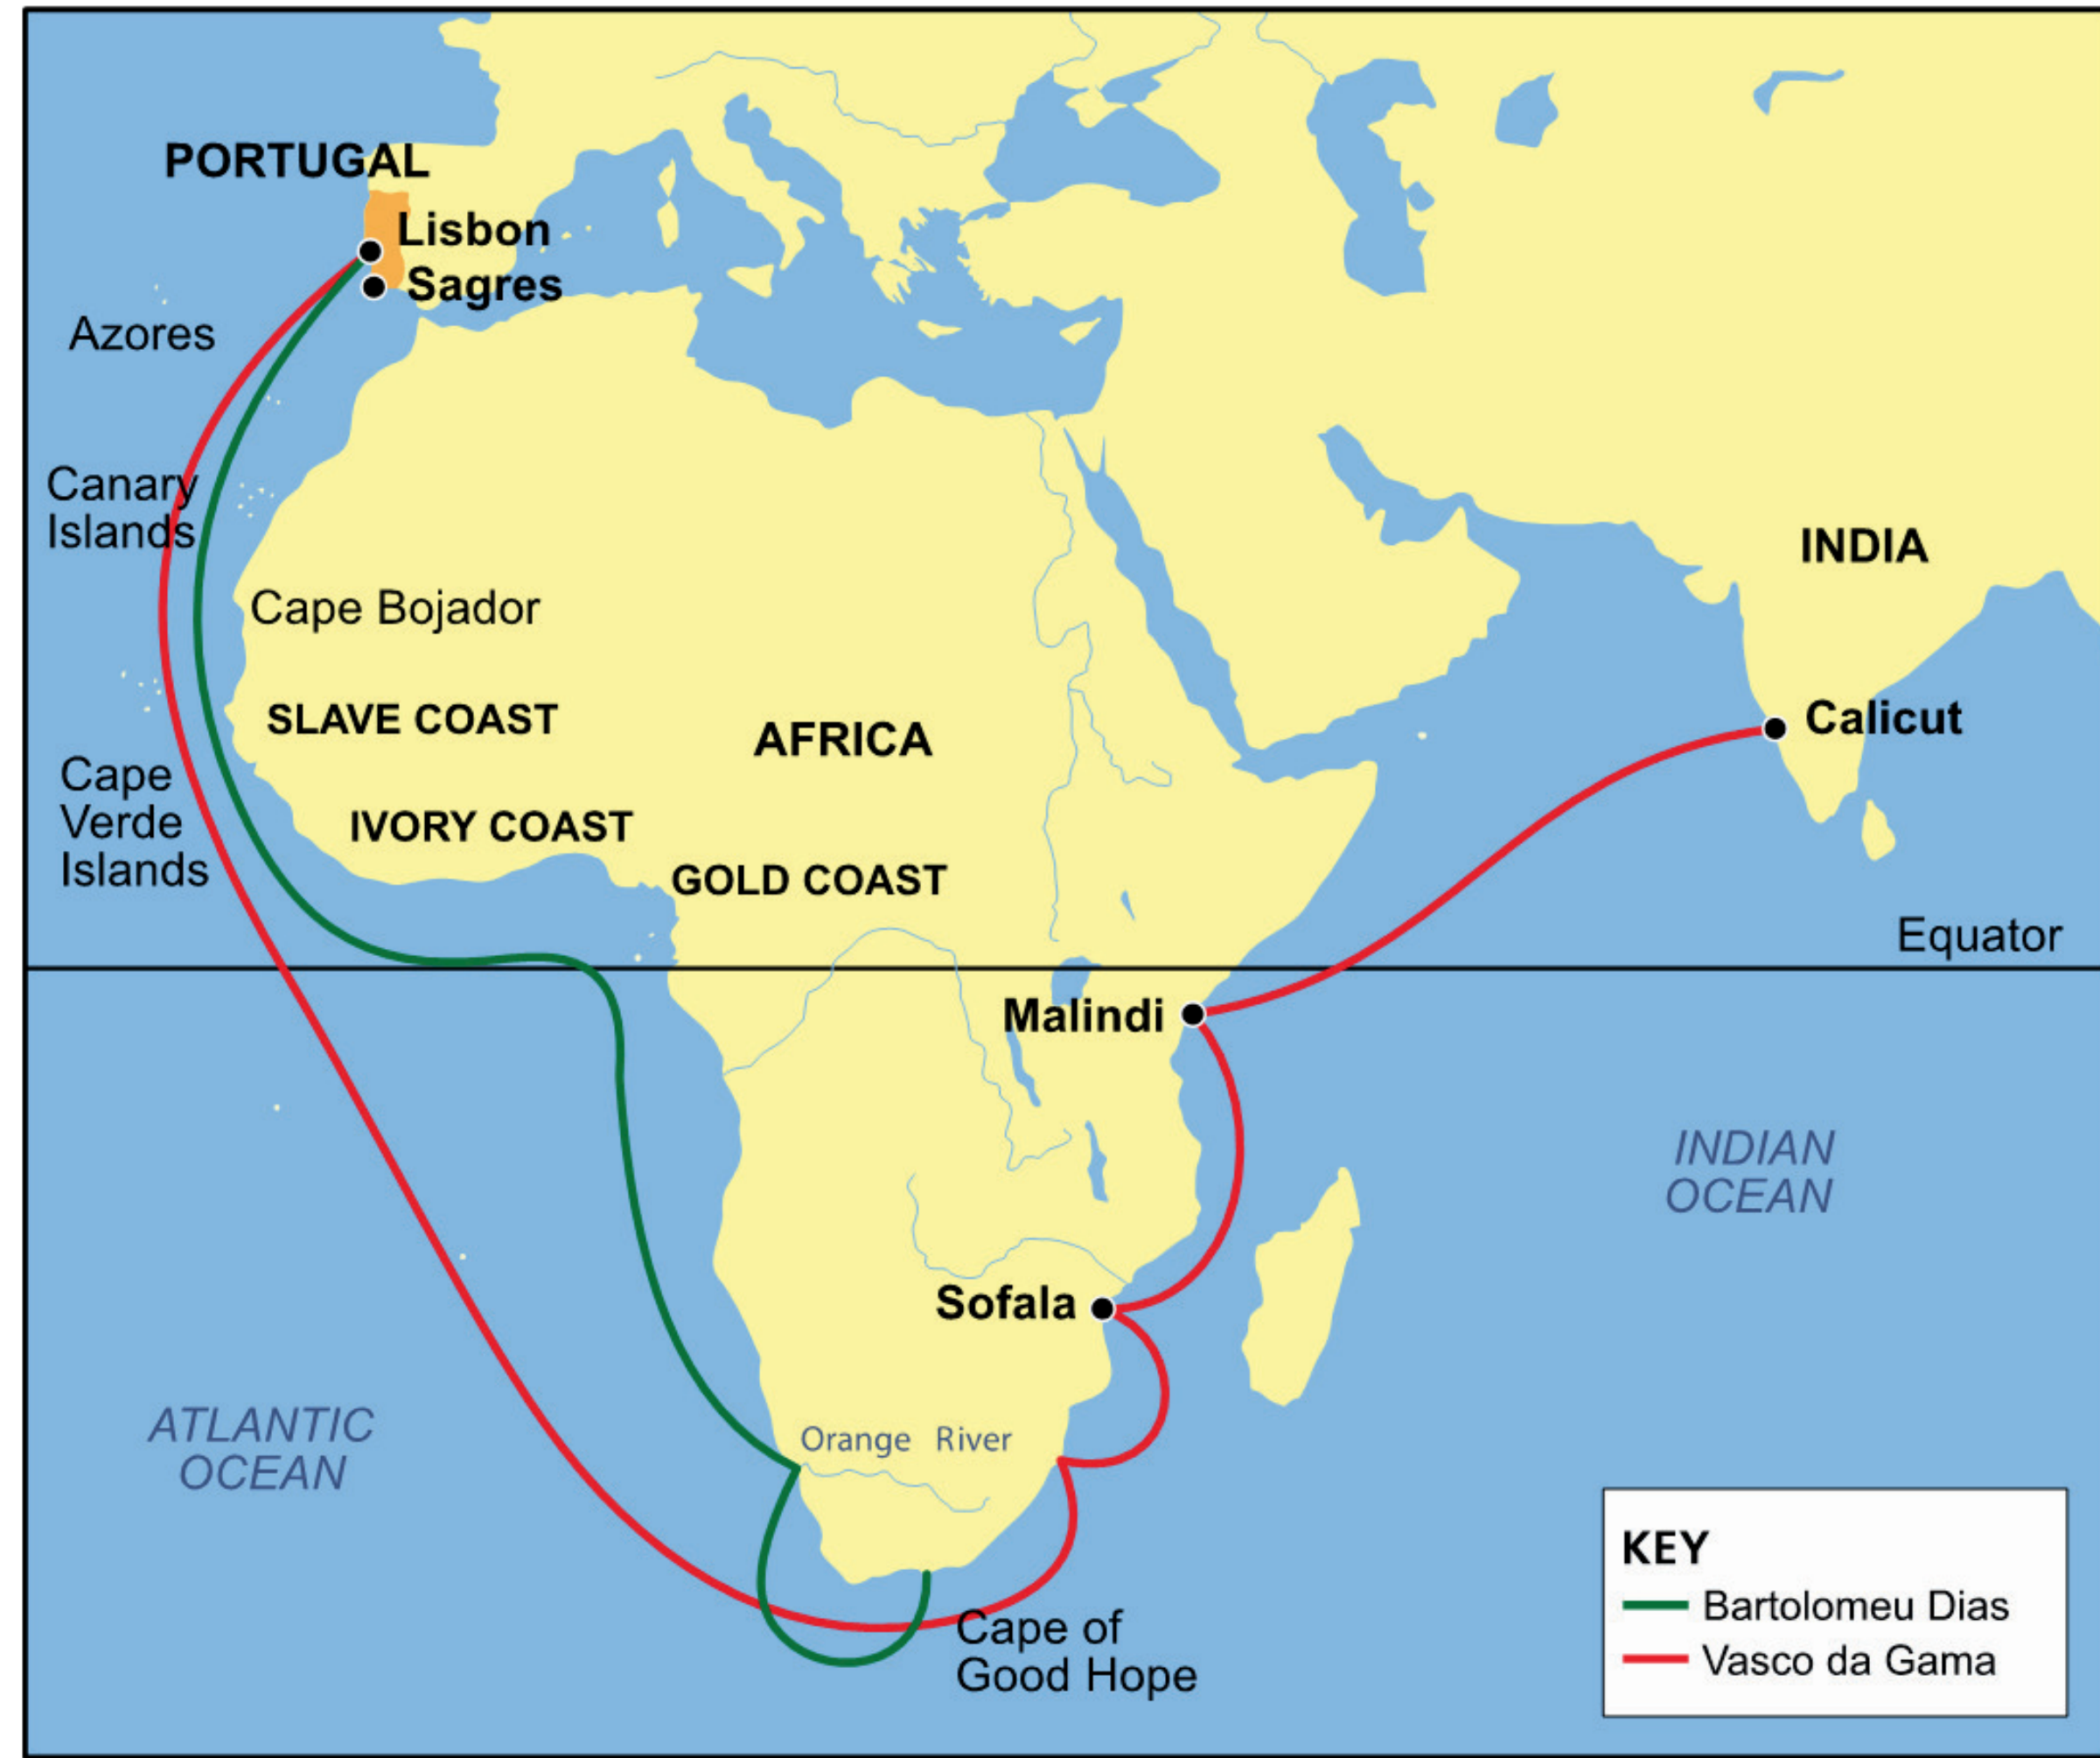 PORTUGAL
Lisbon
Sagres
Azores
Canary
Islands
INDIA
Cape Bojador
SLAVE COAST
AFRICA
Calicut
Cape
Verde
Islands
IVORY COAST
GOLD COAST
Equator
Malindi
INDIAN
OCEAN
Sofala
ATLANTIC
OCEAN
Orange River
Cape of
Good Hope
KEY
Bartolomeu Dias
Vasco da Gama